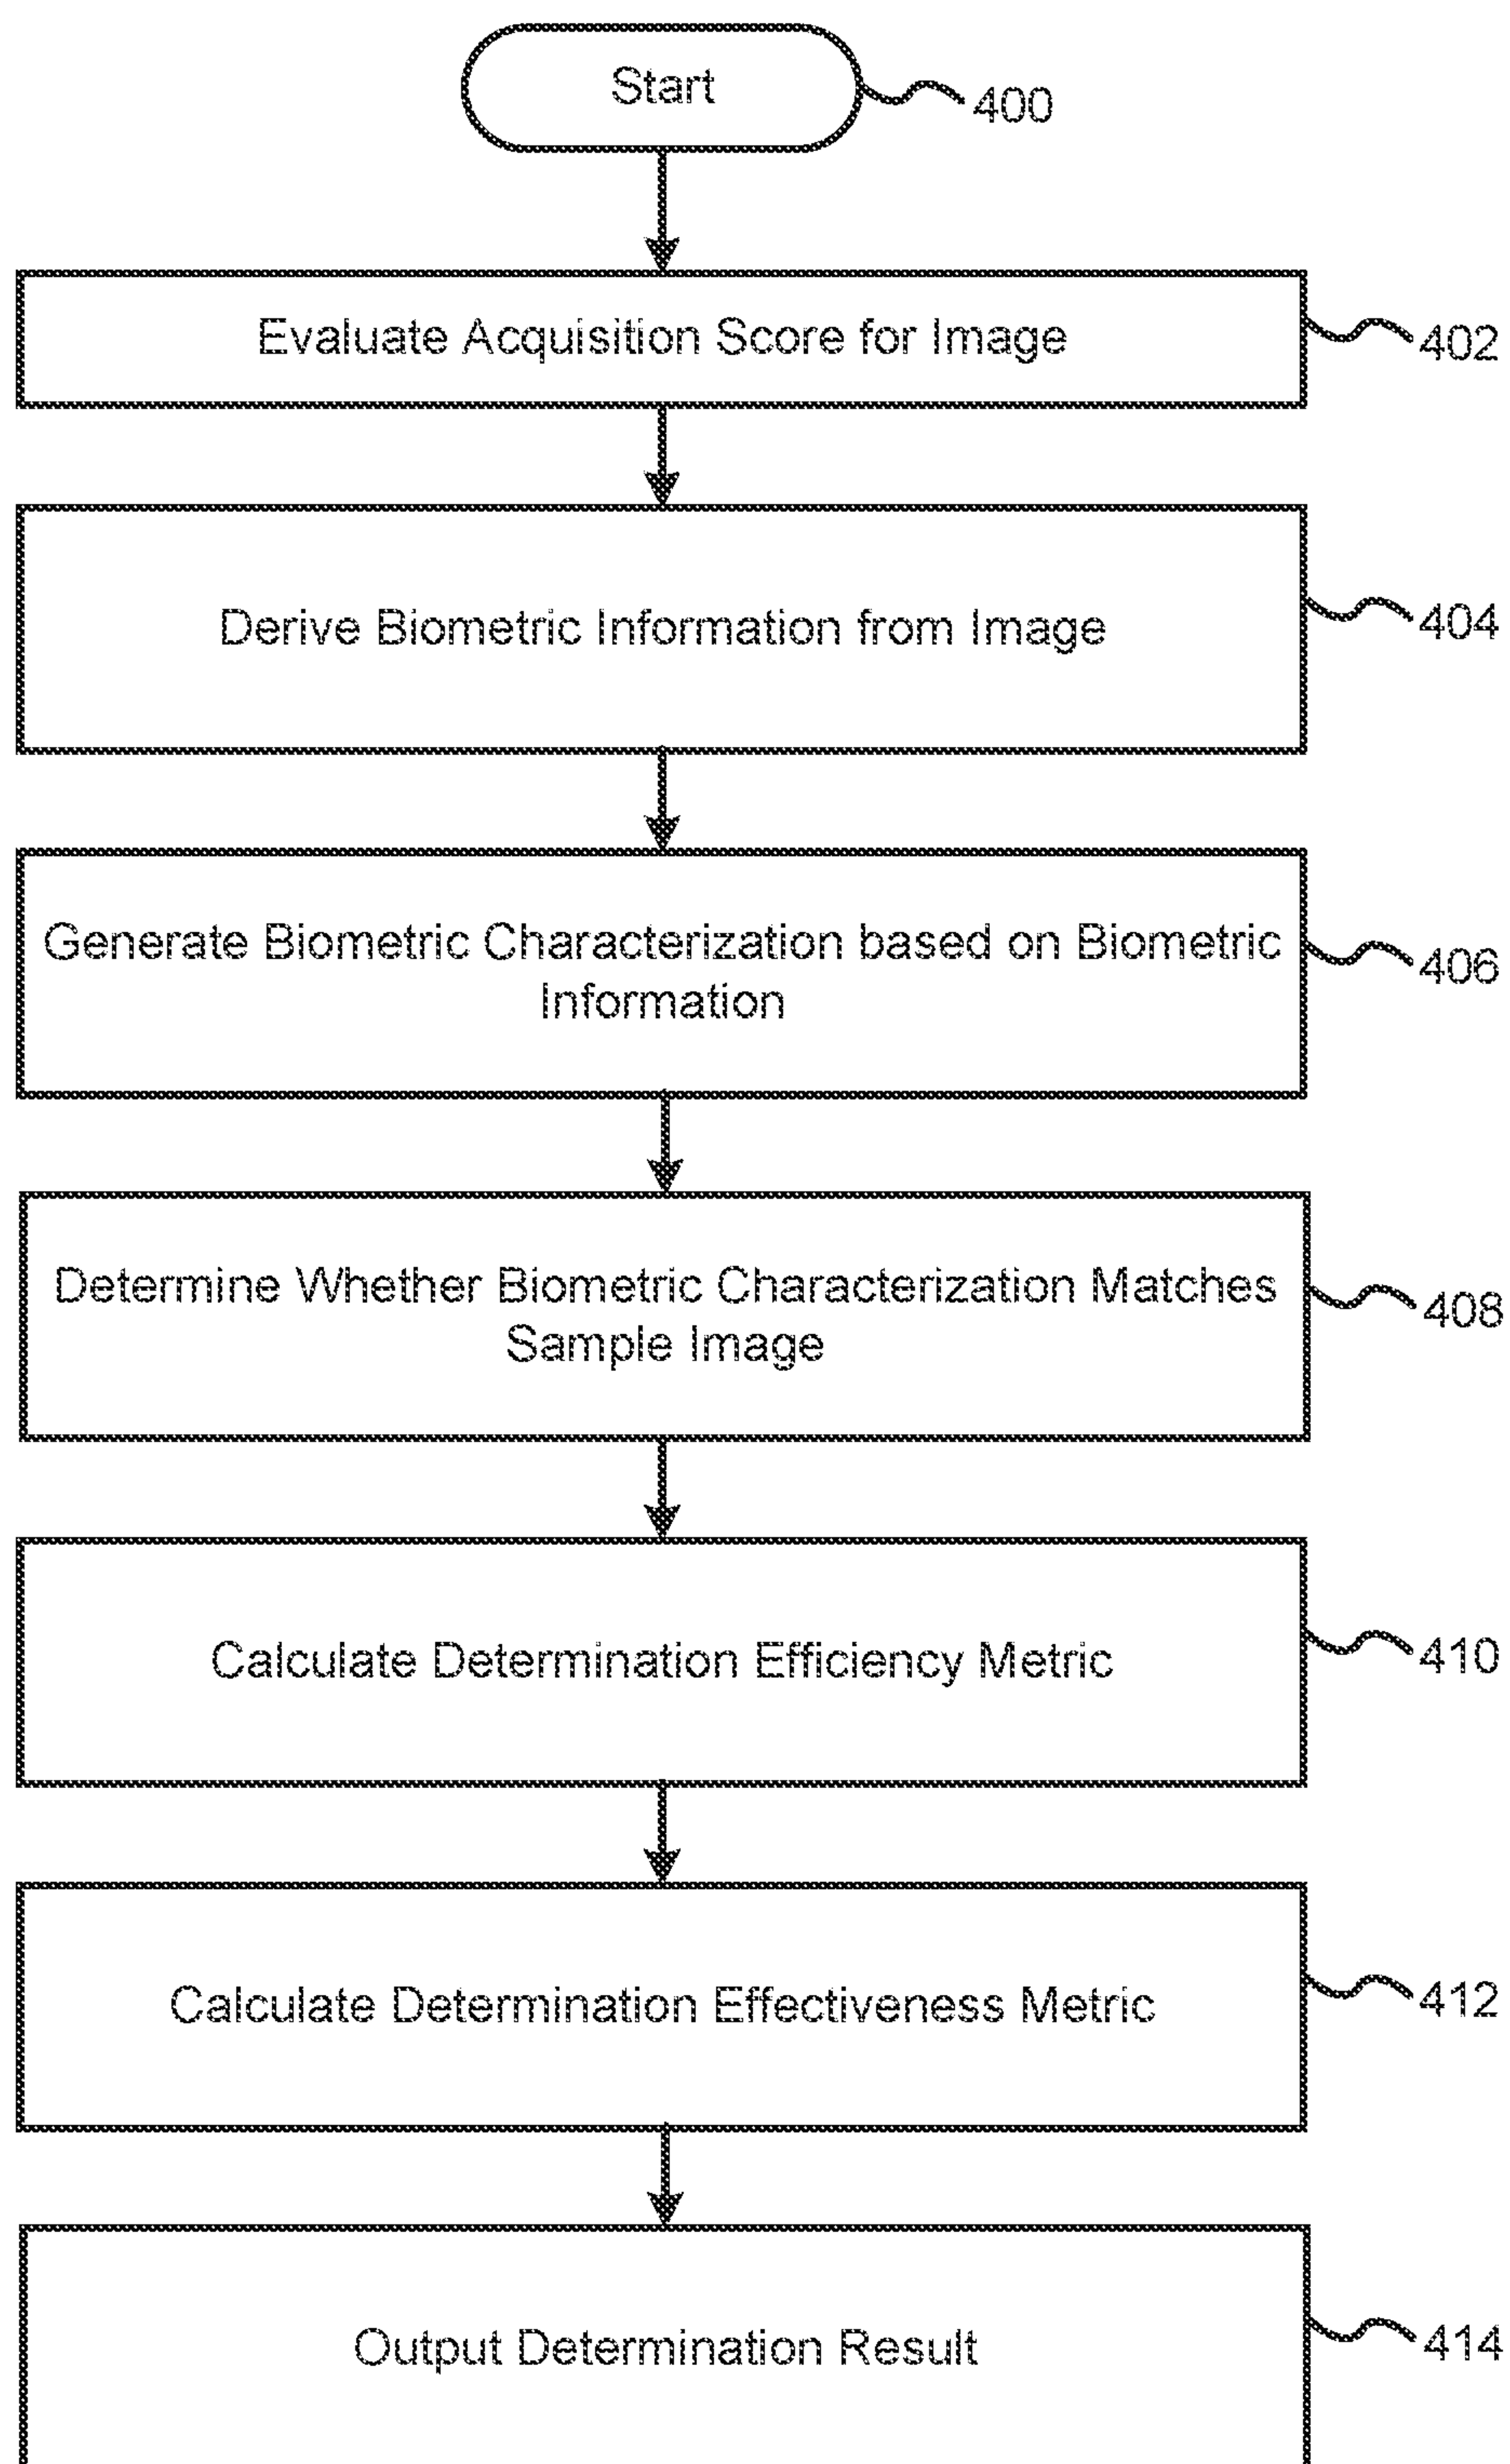 Start
400
Evaluate Acquisition Score for Image
402
Derive Biometric Information from Image
404
Generate Biometric Characterization based on Biometric
Information
406
Determine Whether Biometric Characterization Matches
Sample Image
408
Calculate Determination Efficiency Metric
410
Calculate Determination Effectiveness Metric
412
Output Determination Result
414